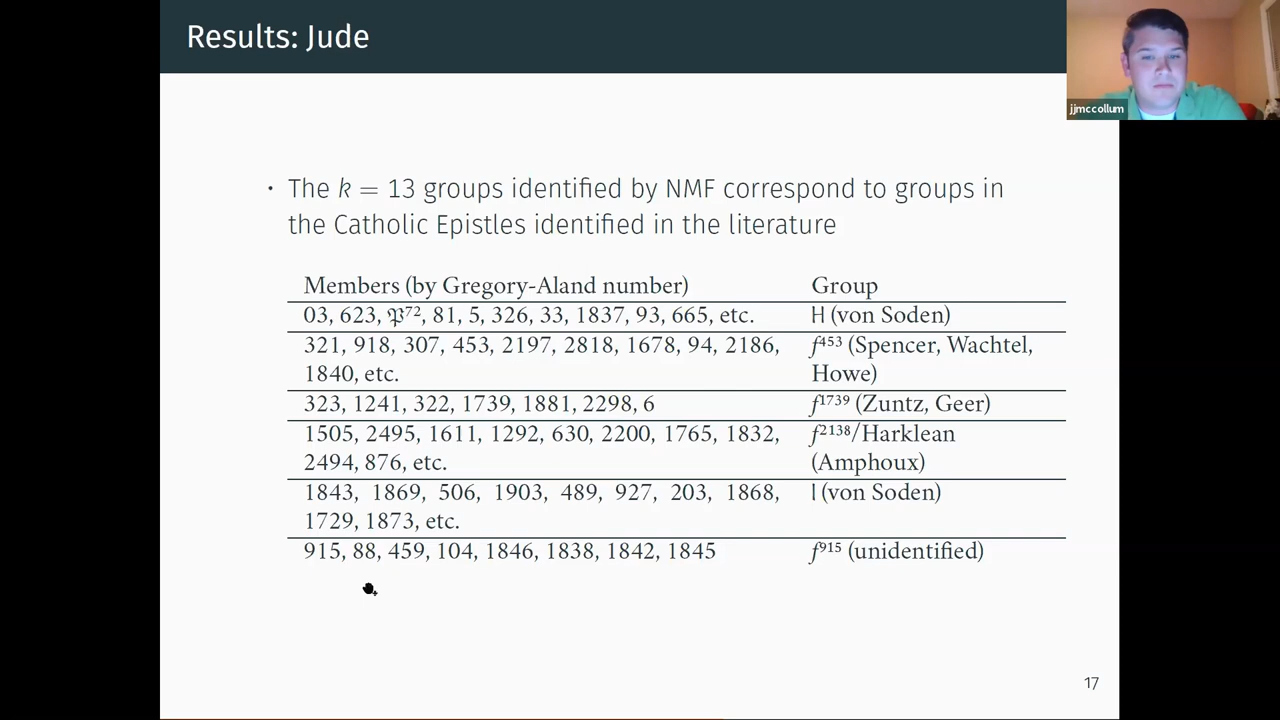 Results: Jude
jjmccollum
• The k = 13 groups identified by NMF correspond to groups in
the Catholic Epistles identified in the literature
Members (by Gregory-Aland number) Group
03, 623, 𝔓⁷², 81, 5, 326, 33, 1837, 93, 665, etc. H (von Soden)
321, 918, 307, 453, 2197, 2818, 1678, 94, 2186, f⁴⁵³ (Spencer, Wachtel,
1840, etc. Howe)
323, 1241, 322, 1739, 1881, 2298, 6 f¹⁷³⁹ (Zuntz, Geer)
1505, 2495, 1611, 1292, 630, 2200, 1765, 1832, f²¹³⁸/Harklean
2494, 876, etc. (Amphoux)
1843, 1869, 506, 1903, 489, 927, 203, 1868, I (von Soden)
1729, 1873, etc.
915, 88, 459, 104, 1846, 1838, 1842, 1845 f⁹¹⁵ (unidentified)
17